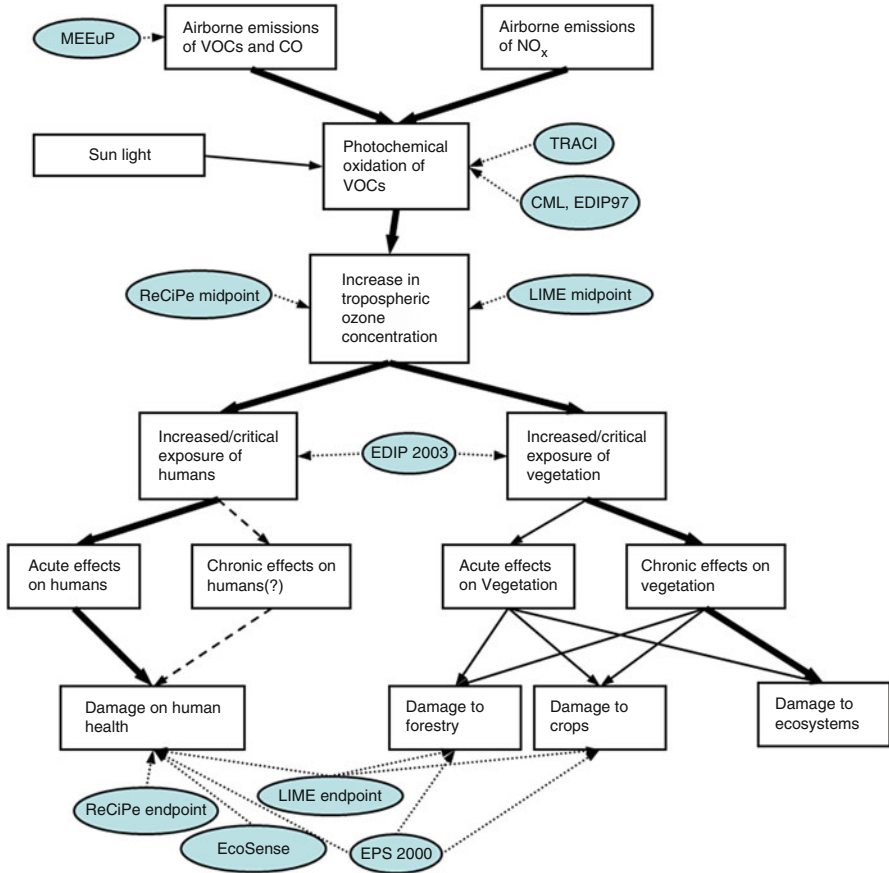 MEEuP
Airborne emissions
of VOCs and CO
Airborne emissions
of NOx
Sun light
Photochemical
oxidation of
VOCs
TRACI
CML, EDIP97
ReCiPe midpoint
Increase in
tropospheric
ozone
concentration
LIME midpoint
Increased/critical
exposure of
humans
EDIP 2003
Increased/critical
exposure of
vegetation
Acute effects
on humans
Chronic effects on
humans(?)
Acute effects
on Vegetation
Chronic effects on
vegetation
Damage on human
health
Damage to
forestry
Damage to
crops
Damage to
ecosystems
ReCiPe endpoint
LIME endpoint
EcoSense
EPS 2000